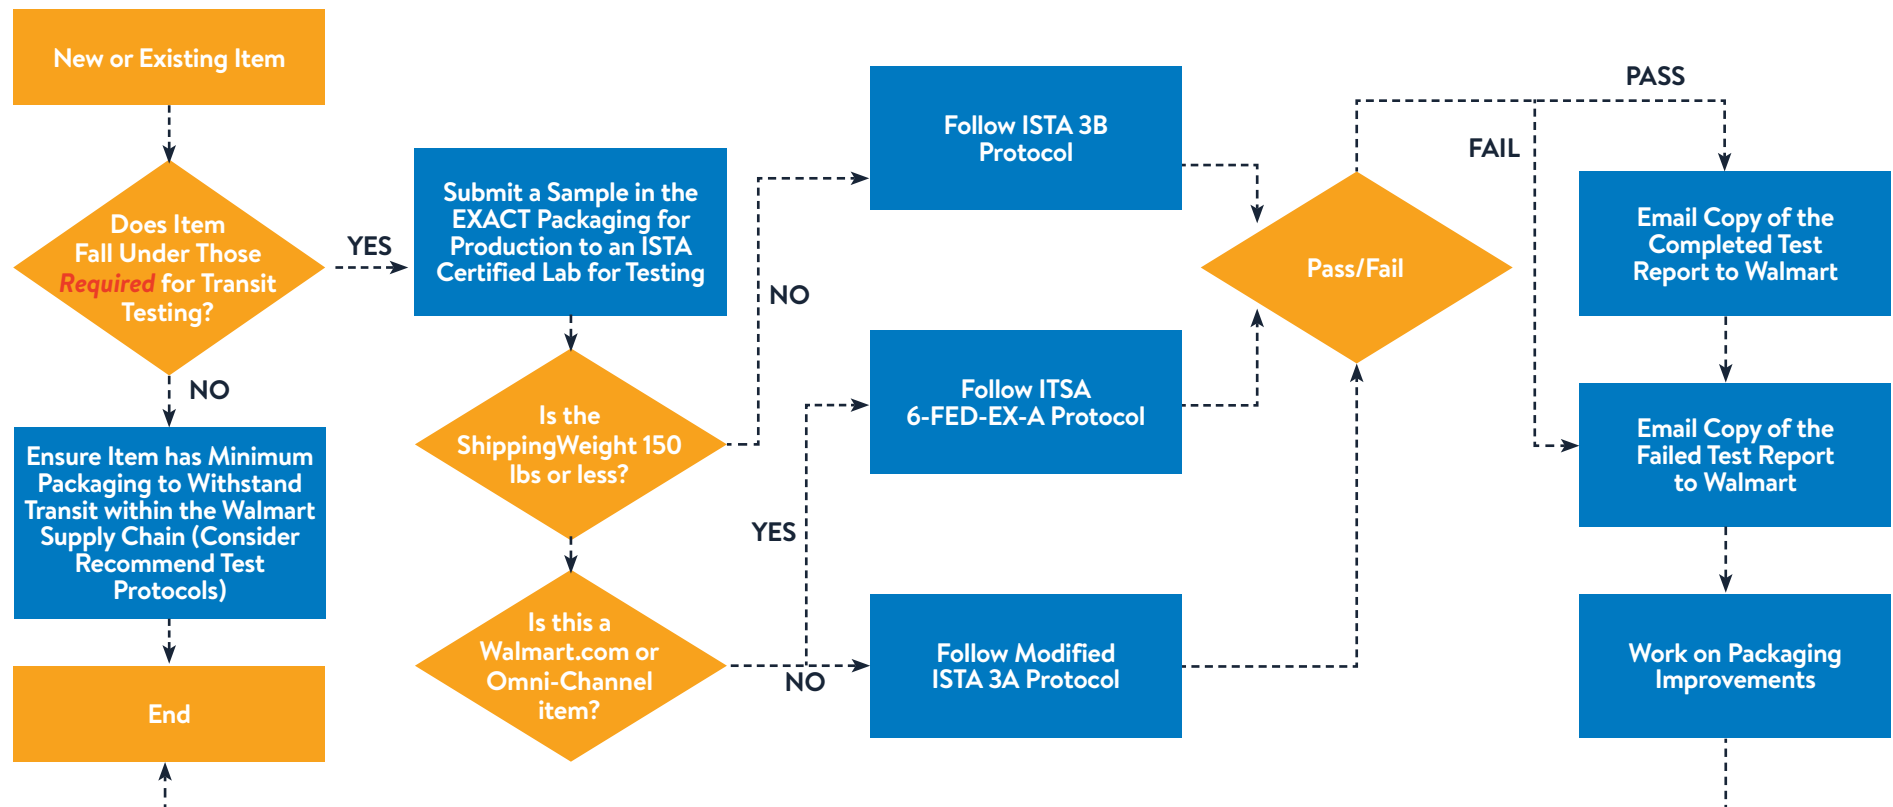 New or Existing Item
Does Item
Fall Under Those
Required for Transit
Testing?
YES
NO
Ensure Item has Minimum
Packaging to Withstand
Transit within the Walmart
Supply Chain (Consider
Recommend Test
Protocols)
End
Submit a Sample in the
EXACT Packaging for
Production to an ISTA
Certified Lab for Testing
Is the
ShippingWeight 150
lbs or less?
NO
Is this a
Walmart.com or
Omni-Channel
item?
YES
NO
Follow ISTA 3B
Protocol
Follow ITSA
6-FED-EX-A Protocol
Follow Modified
ISTA 3A Protocol
Pass/Fail
PASS
FAIL
Email Copy of the
Completed Test
Report to Walmart
Email Copy of the
Failed Test Report
to Walmart
Work on Packaging
Improvements